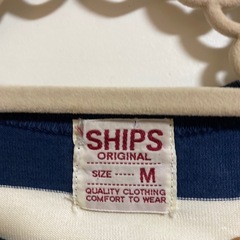 SHIPS
ORIGINAL
SIZE ------ M
QUALITY CLOTHING
COMFORT TO WEAR